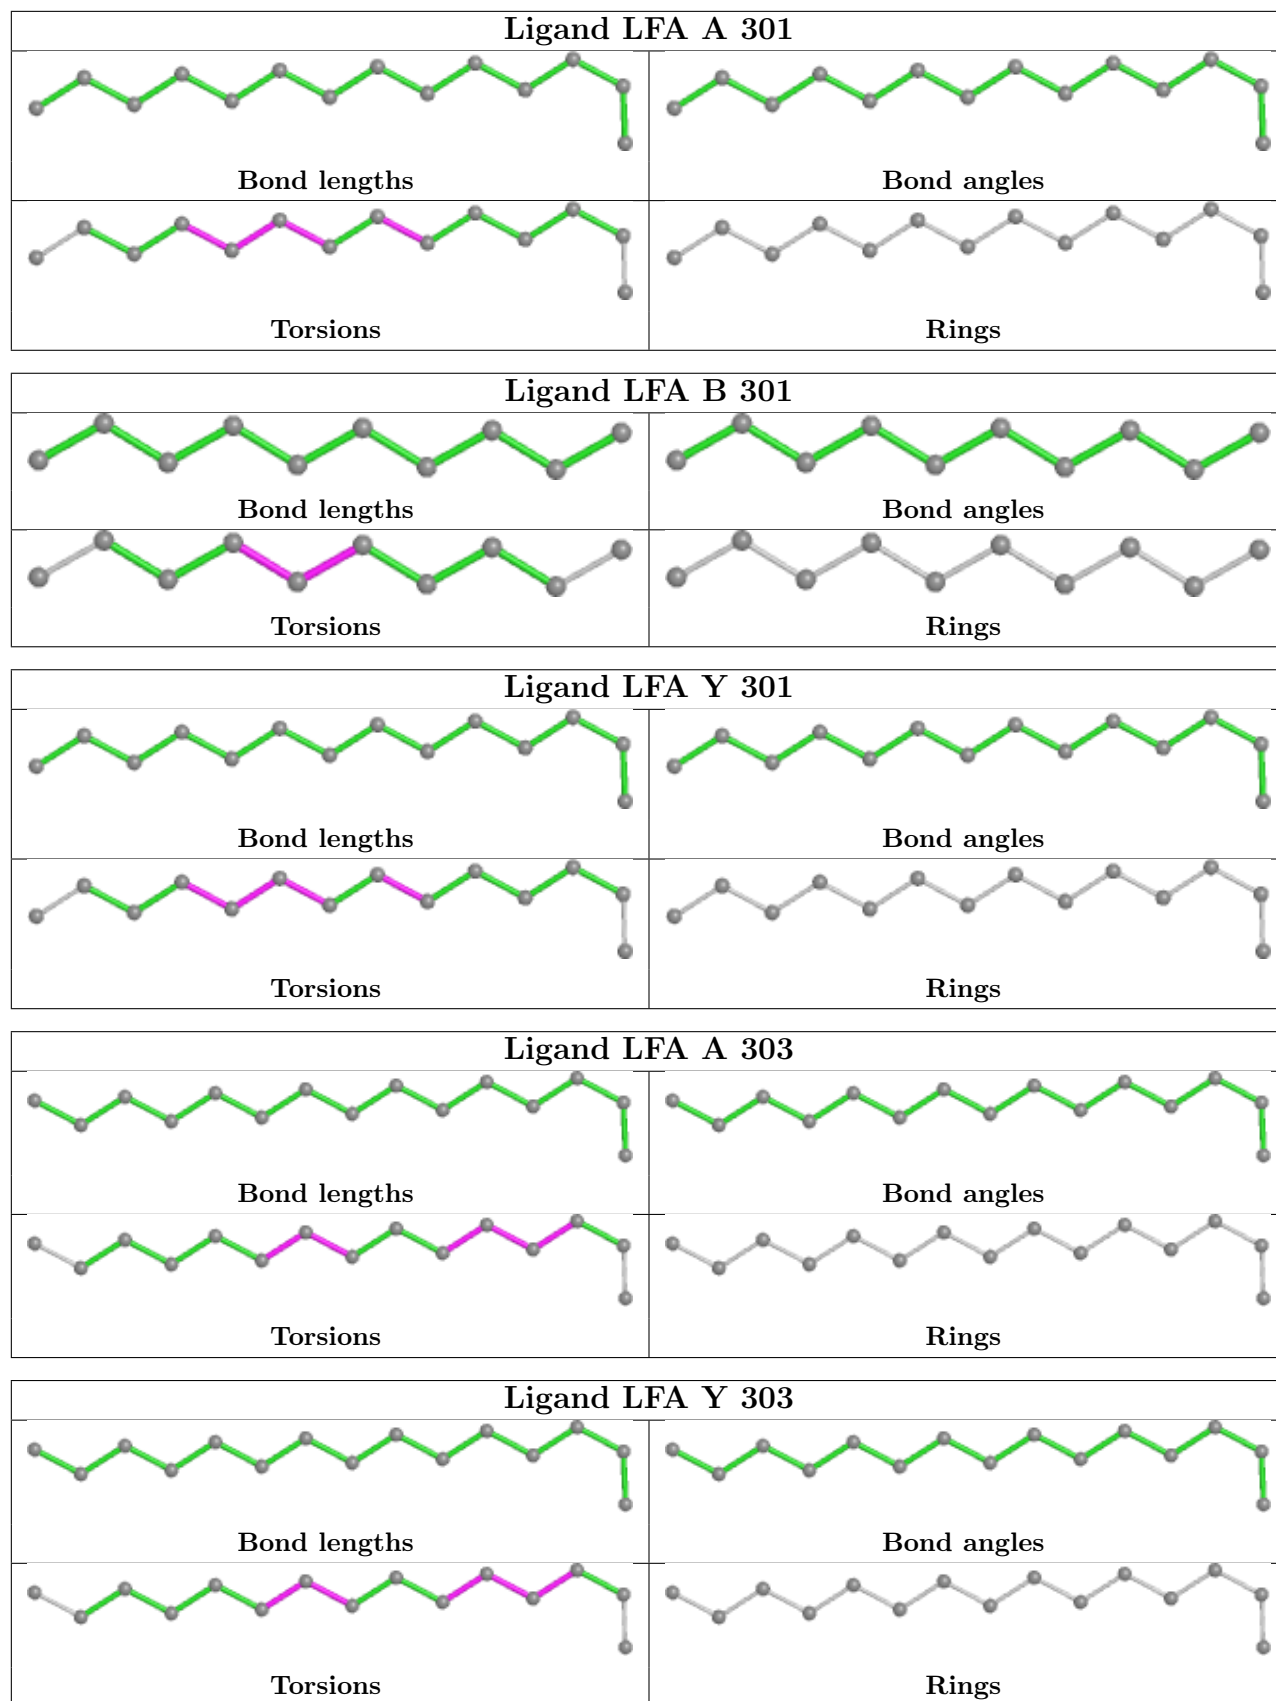 Ligand LFA A 301
Bond lengths
Bond angles
Torsions
Rings
Ligand LFA B 301
Bond lengths
Bond angles
Torsions
Rings
Ligand LFA Y 301
Bond lengths
Bond angles
Torsions
Rings
Ligand LFA A 303
Bond lengths
Bond angles
Torsions
Rings
Ligand LFA Y 303
Bond lengths
Bond angles
Torsions
Rings